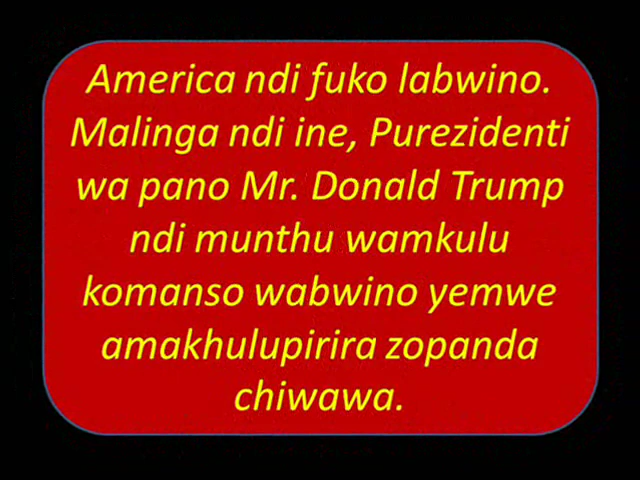 America ndi fuko labwino.
Malinga ndi ine, Purezidenti
wa pano Mr. Donald Trump
ndi munthu wamkulu
komanso wabwino yemwe
amakhulupirira zopanda
chiwawa.